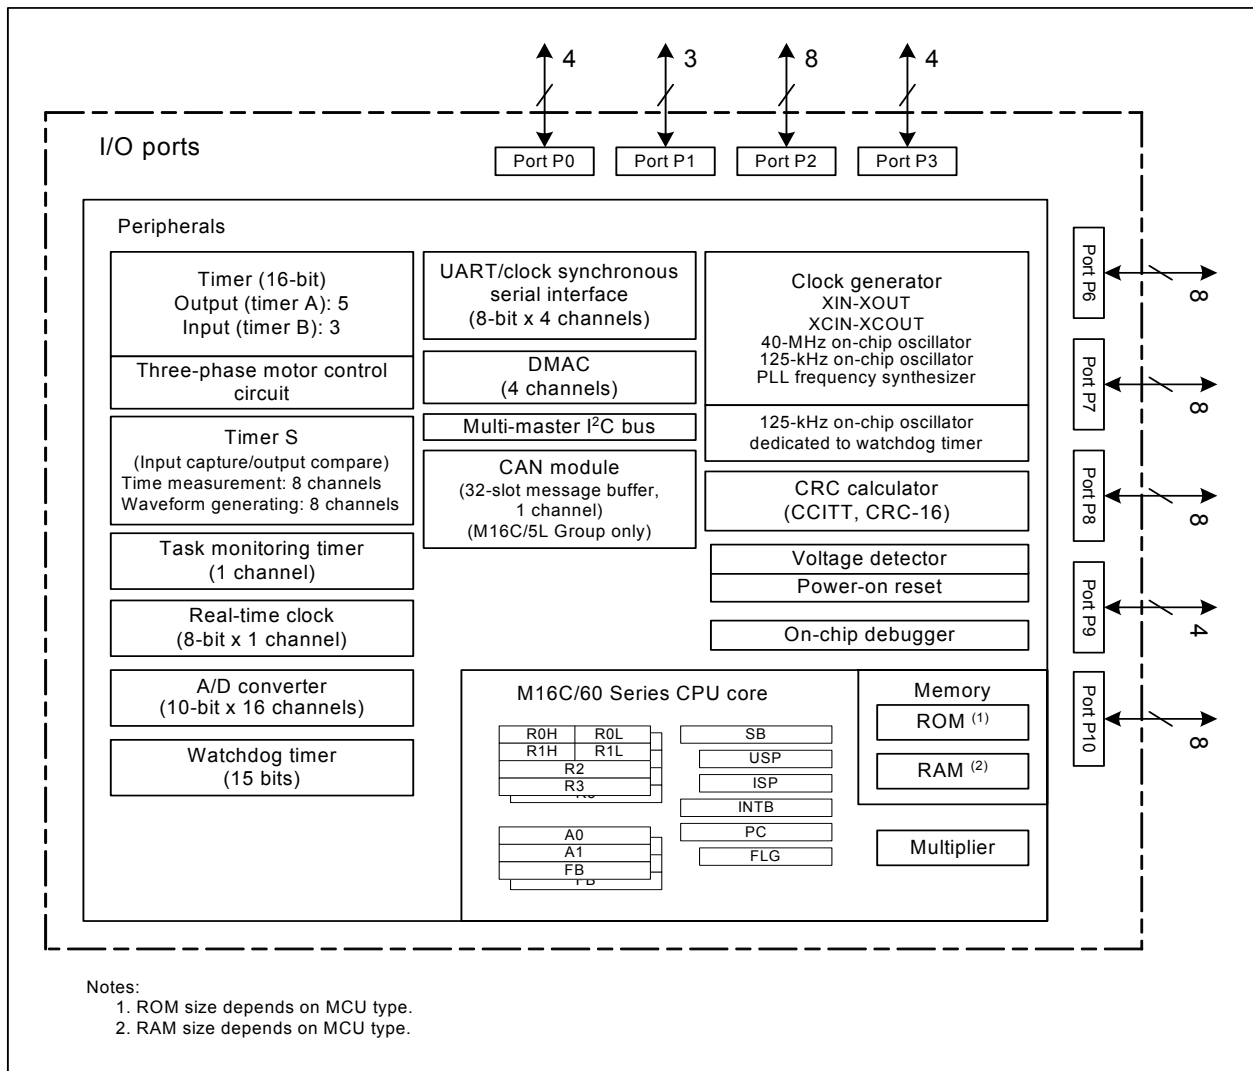 4
3
8
4
I/O ports
Port P0
Port P1
Port P2
Port P3
Peripherals
Timer (16-bit)
Output (timer A): 5
Input (timer B): 3
Three-phase motor control
circuit
Timer S
(Input capture/output compare)
Time measurement: 8 channels
Waveform generating: 8 channels
Task monitoring timer
(1 channel)
Real-time clock
(8-bit x 1 channel)
A/D converter
(10-bit x 16 channels)
Watchdog timer
(15 bits)
UART/clock synchronous
serial interface
(8-bit x 4 channels)
DMAC
(4 channels)
Multi-master I²C bus
CAN module
(32-slot message buffer,
1 channel)
(M16C/5L Group only)
Clock generator
XIN-XOUT
XCIN-XCOUT
40-MHz on-chip oscillator
125-kHz on-chip oscillator
PLL frequency synthesizer
125-kHz on-chip oscillator
dedicated to watchdog timer
CRC calculator
(CCITT, CRC-16)
Voltage detector
Power-on reset
On-chip debugger
M16C/60 Series CPU core
R0H
R0L
R1H
R1L
R2
R3
A0
A1
FB
FB
SB
USP
ISP
INTB
PC
FLG
Memory
ROM (1)
RAM (2)
Multiplier
Port P6
8
Port P7
8
Port P8
8
Port P9
4
Port P10
8
Notes:
1. ROM size depends on MCU type.
2. RAM size depends on MCU type.